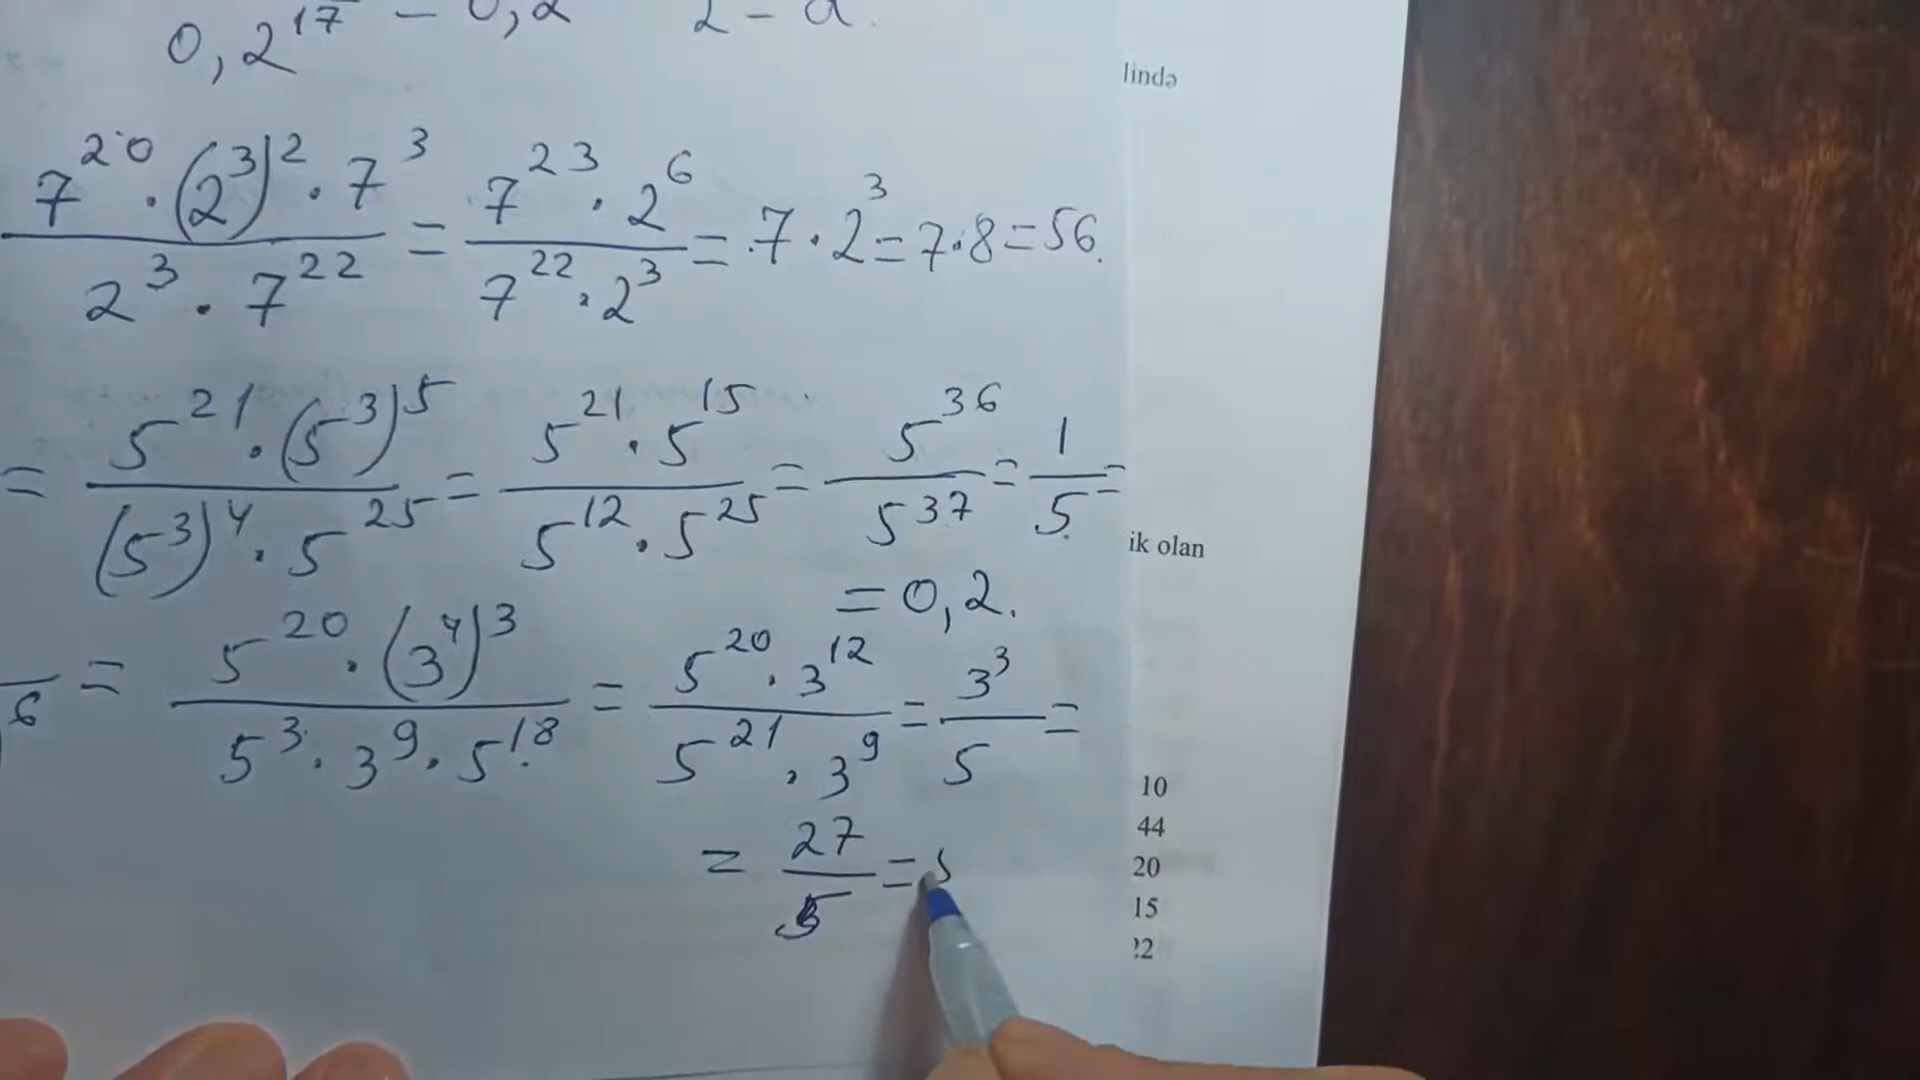 0,2^17 - 0,2 2 - a.
lində
7^20 · (2^3)^2 · 7^3 / 2^3 · 7^22 = 7^23 · 2^6 / 7^22 · 2^3 = 7 · 2^3 = 7·8 = 56.
= 5^21 · (5^3)^5 / (5^3)^4 · 5^25 = 5^21 · 5^15 / 5^12 · 5^25 = 5^36 / 5^37 = 1/5 =
ik olan
= 0,2.
6 = 5^20 · (3^4)^3 / 5^3 · 3^9 · 5^18 = 5^20 · 3^12 / 5^21 · 3^9 = 3^3 / 5 =
10
44
= 27/5 =
20
15
22